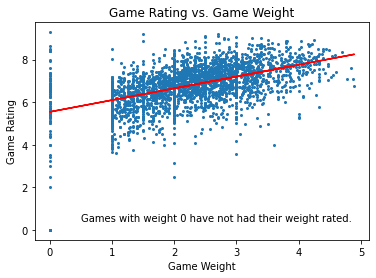 Game Rating vs. Game Weight
8
6
4
2
0
Game Rating
Games with weight 0 have not had their weight rated.
0 1 2 3 4 5
Game Weight